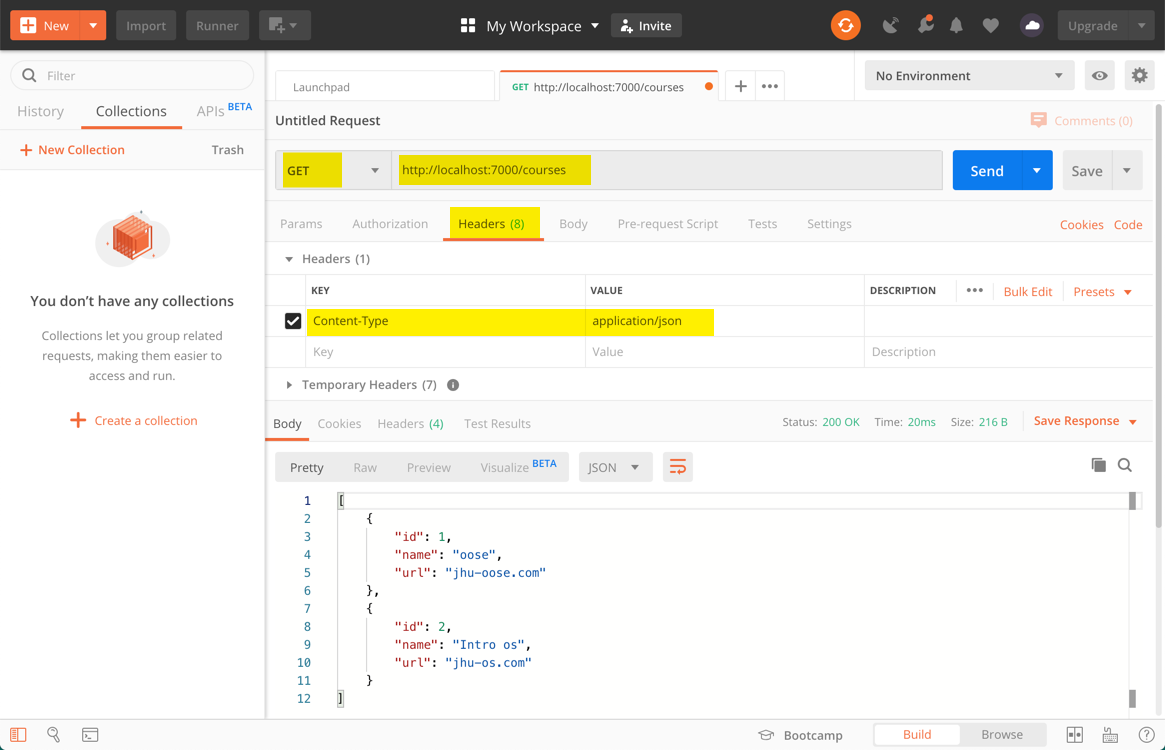 New Import Runner My Workspace Invite Upgrade
Filter
History Collections APIs BETA
New Collection Trash
You don't have any collections
Collections let you group related
requests, making them easier to
access and run.
Create a collection
Launchpad GET http://localhost:7000/courses No Environment
Untitled Request Comments (0)
GET http://localhost:7000/courses Send Save
Params Authorization Headers (8) Body Pre-request Script Tests Settings Cookies Code
Headers (1)
KEY VALUE DESCRIPTION Bulk Edit Presets
Content-Type application/json
Key Value Description
Temporary Headers (7)
Body Cookies Headers (4) Test Results Status: 200 OK Time: 20ms Size: 216 B Save Response
Pretty Raw Preview Visualize BETA JSON
1 [
2 {
3 "id": 1,
4 "name": "oose",
5 "url": "jhu-oose.com"
6 },
7 {
8 "id": 2,
9 "name": "Intro os",
10 "url": "jhu-os.com"
11 }
12 ]
Bootcamp Build Browse